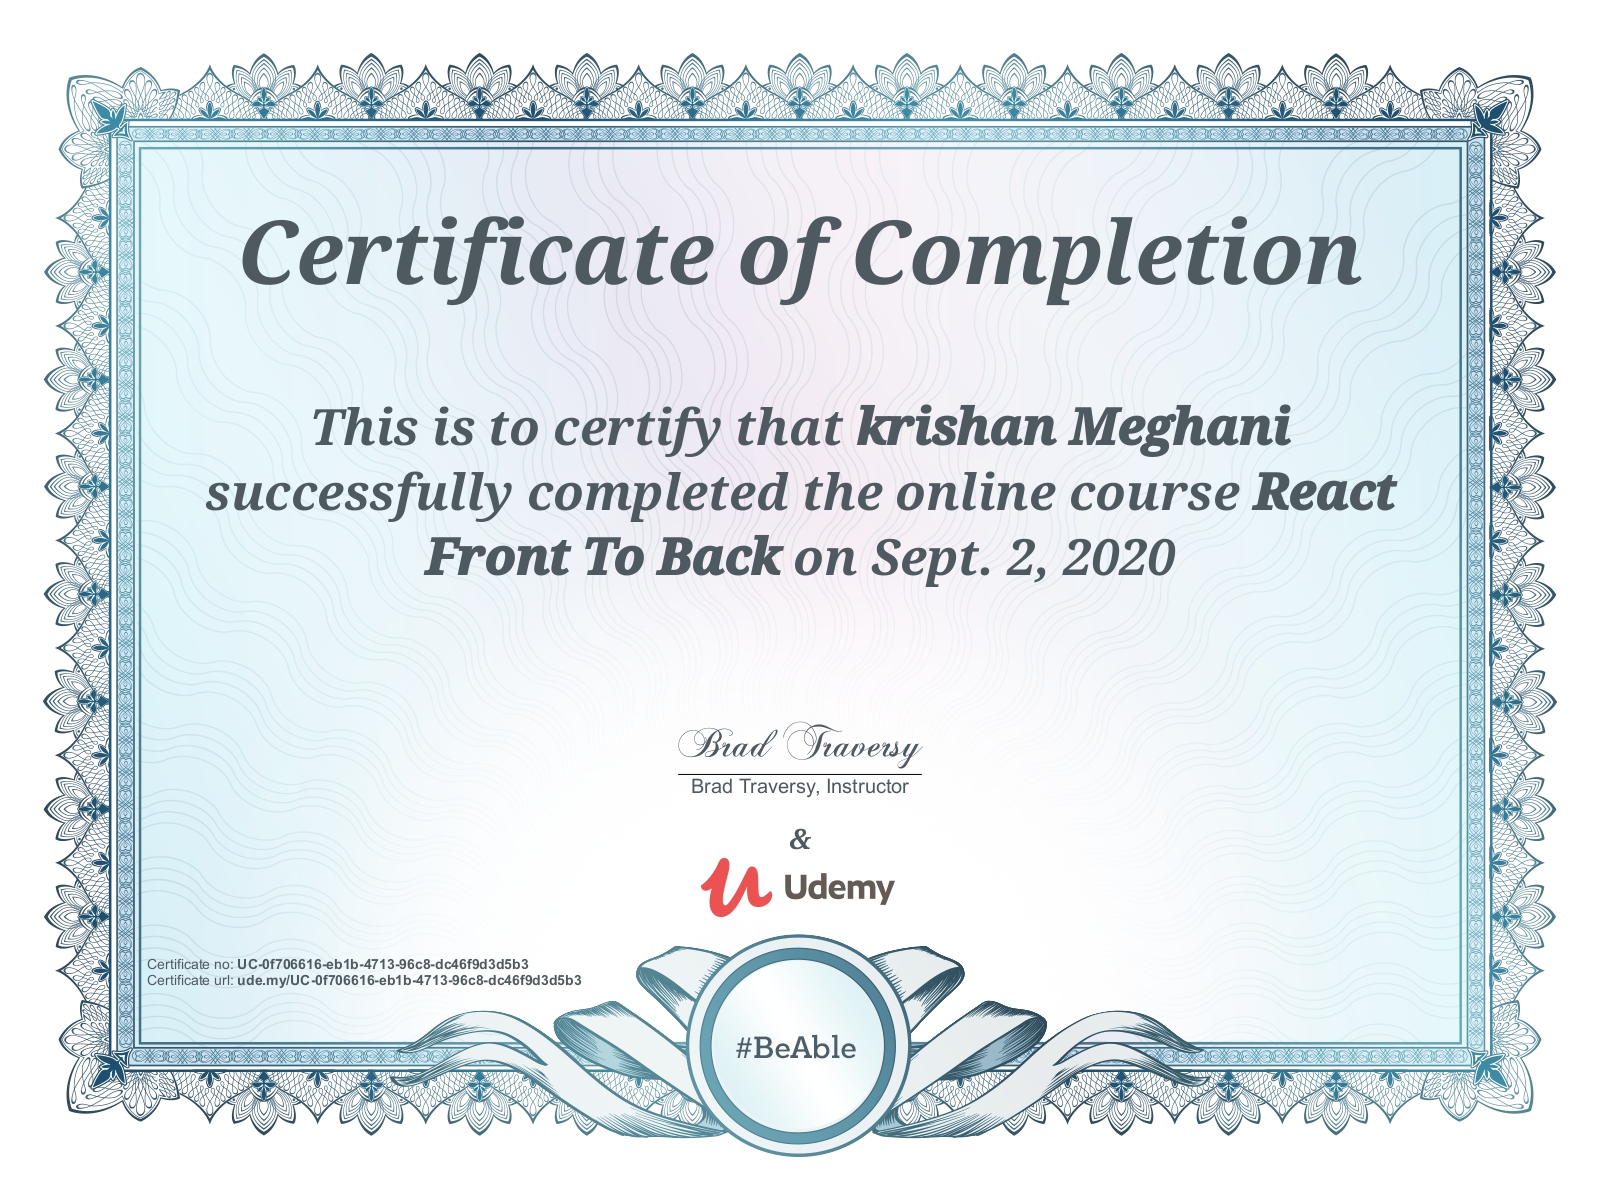 Certificate of Completion
This is to certify that krishan Meghani
successfully completed the online course React
Front To Back on Sept. 2, 2020
Brad Traversy
Brad Traversy, Instructor
&
Udemy
Certificate no: UC-0f706616-eb1b-4713-96c8-dc46f9d3d5b3
Certificate url: ude.my/UC-0f706616-eb1b-4713-96c8-dc46f9d3d5b3
#BeAble